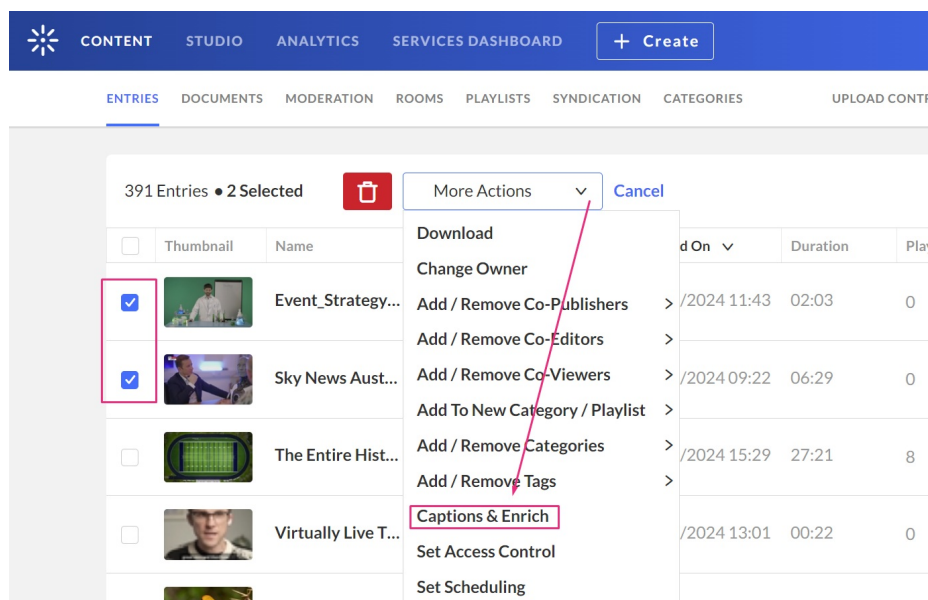 CONTENT STUDIO ANALYTICS SERVICES DASHBOARD + Create
ENTRIES DOCUMENTS MODERATION ROOMS PLAYLISTS SYNDICATION CATEGORIES UPLOAD CONTR
391 Entries • 2 Selected More Actions Cancel
Thumbnail Name d On Duration Play
Download
Change Owner
Event_Strategy... Add / Remove Co-Publishers /2024 11:43 02:03 0
Add / Remove Co-Editors
Sky News Aust... Add / Remove Co-Viewers /2024 09:22 06:29 0
Add To New Category / Playlist
The Entire Hist... Add / Remove Categories /2024 15:29 27:21 8
Add / Remove Tags
Captions & Enrich
Virtually Live T... /2024 13:01 00:22 0
Set Access Control
Set Scheduling